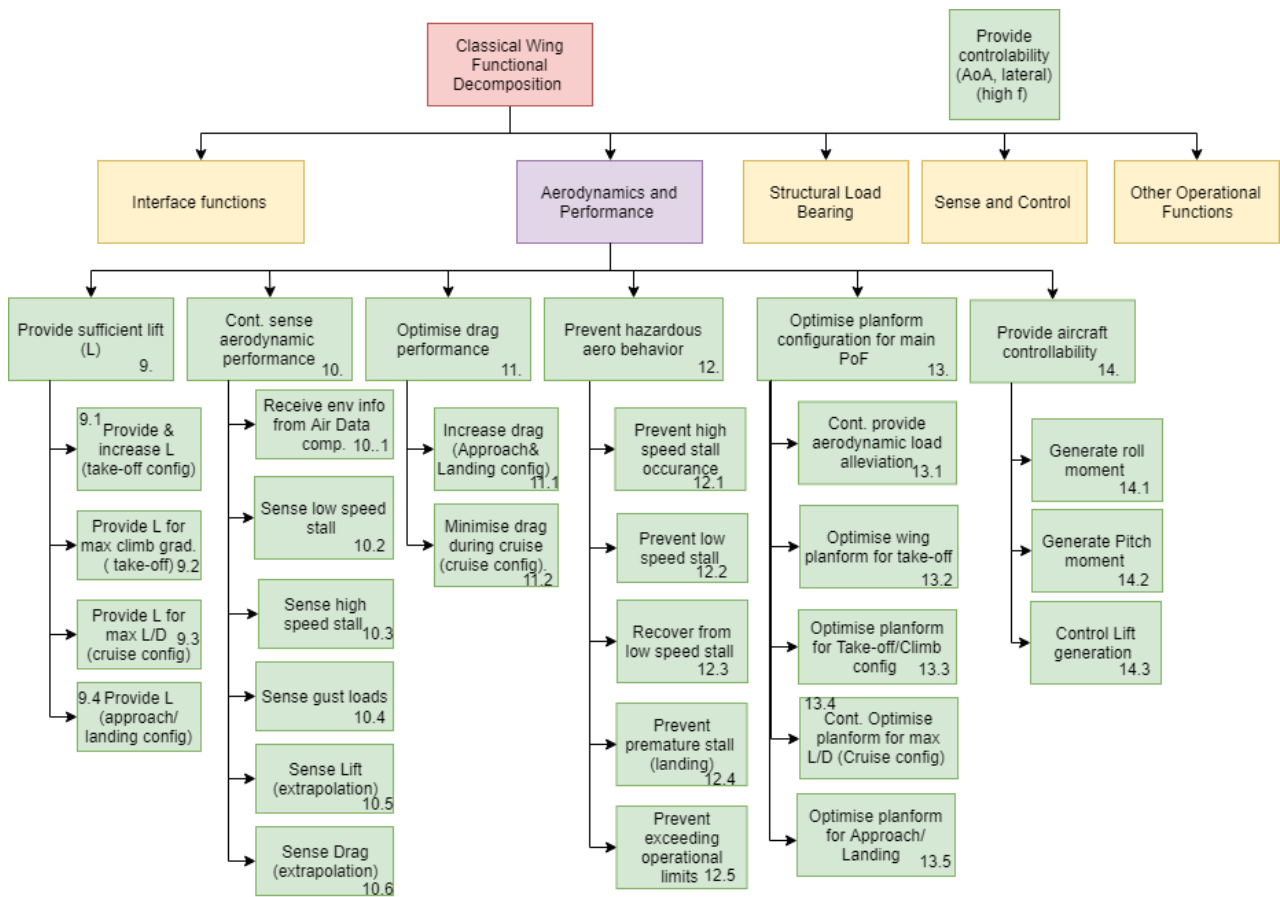 Classical Wing
Functional
Decomposition
Provide
controlability
(AoA, lateral)
(high f)
Interface functions
Aerodynamics and
Performance
Structural Load
Bearing
Sense and Control
Other Operational
Functions
Provide sufficient lift
(L)
9.
Cont. sense
aerodynamic
performance
10.
Optimise drag
performance
11.
Prevent hazardous
aero behavior
12.
Optimise planform
configuration for main
PoF
13.
Provide aircraft
controllability
14.
9.1
Provide &
increase L
(take-off config)
Provide L for
max climb grad.
( take-off) 9.2
Provide L for
max L/D 9.3
(cruise config)
9.4 Provide L
(approach/
landing config)
Receive env info
from Air Data
comp. 10..1
Sense low speed
stall
10.2
Sense high
speed stall
10.3
Sense gust loads
10.4
Sense Lift
(extrapolation)
10.5
Sense Drag
(extrapolation)
10.6
Increase drag
(Approach&
Landing config)
11.1
Minimise drag
during cruise
(cruise config).
11.2
Prevent high
speed stall
occurance
12.1
Prevent low
speed stall
12.2
Recover from
low speed stall
12.3
Prevent
premature stall
(landing)
12.4
Prevent
exceeding
operational
limits 12.5
Cont. provide
aerodynamic load
alleviation
13.1
Optimise wing
planform for take-off
13.2
Optimise planform
for Take-off/Climb
config
13.3
13.4
Cont. Optimise
planform for max
L/D (Cruise config)
Optimise planform
for Approach/
Landing
13.5
Generate roll
moment
14.1
Generate Pitch
moment
14.2
Control Lift
generation
14.3